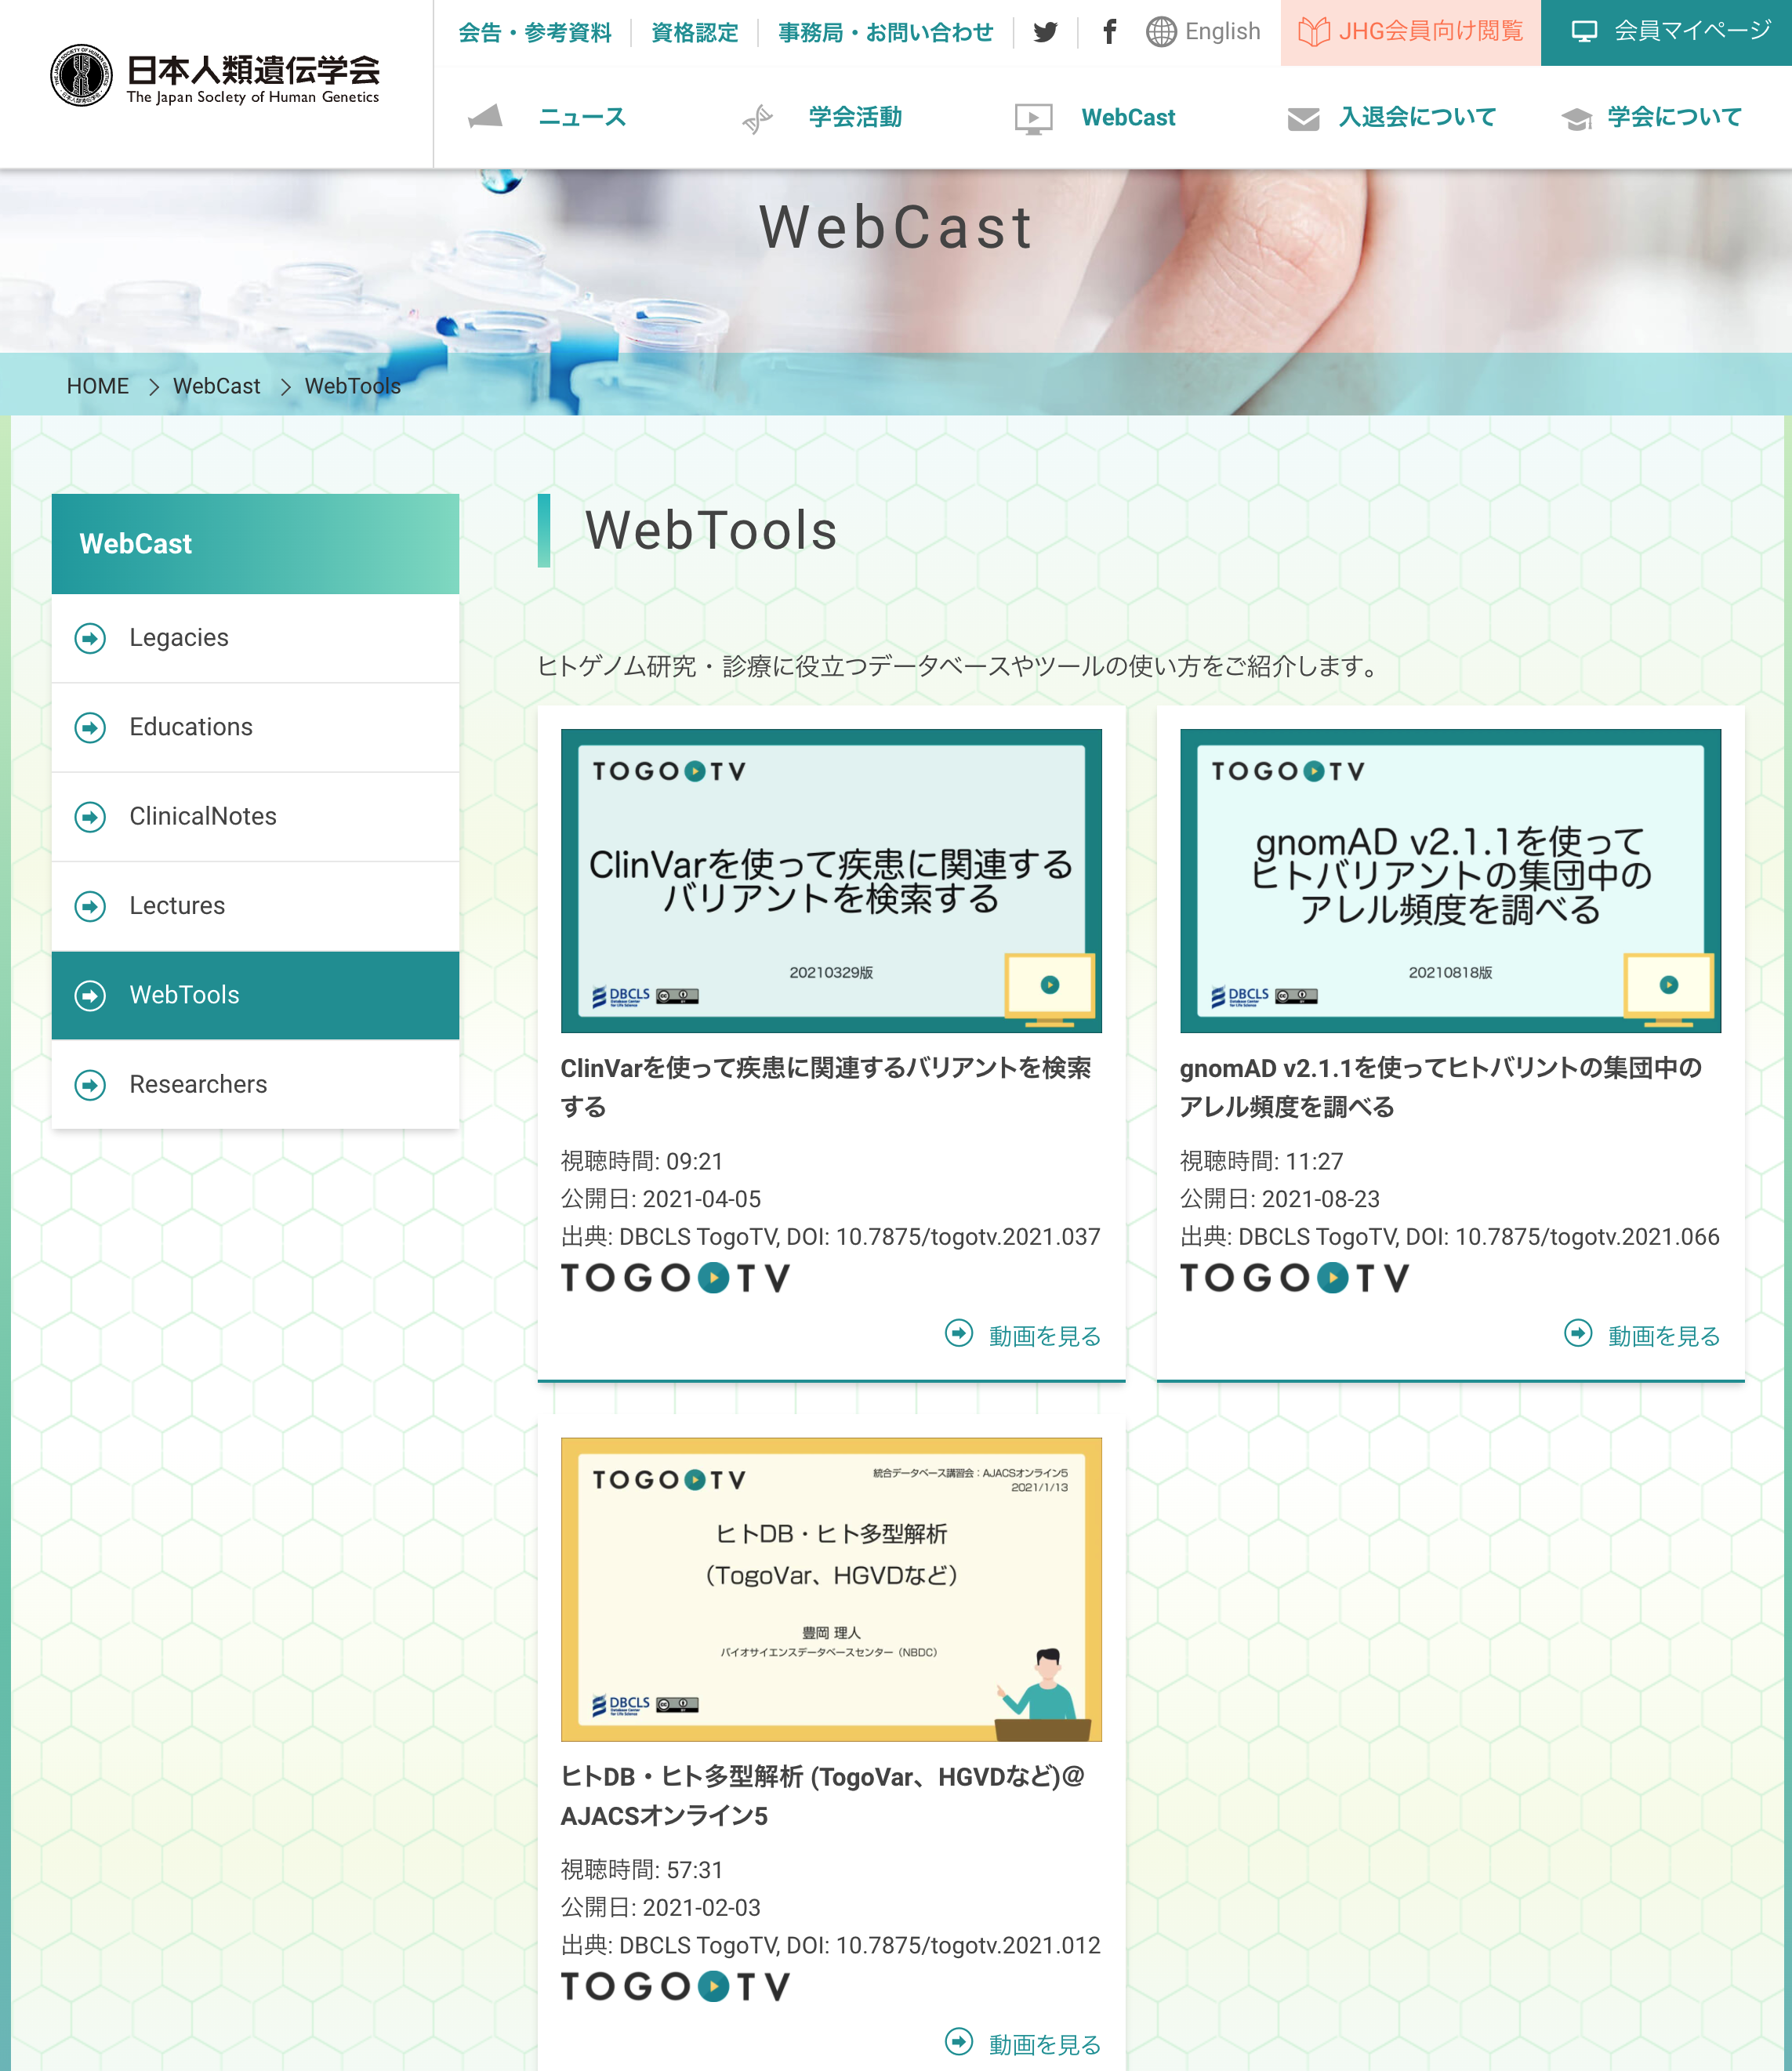 日本人類遺伝学会
The Japan Society of Human Genetics
会告・参考資料
資格認定
事務局・お問い合わせ
English
JHG会員向け閲覧
会員マイページ
ニュース
学会活動
WebCast
入退会について
学会について
WebCast
HOME
WebCast
WebTools
WebCast
Legacies
Educations
ClinicalNotes
Lectures
WebTools
Researchers
WebTools
ヒトゲノム研究・診療に役立つデータベースやツールの使い方をご紹介します。
TOGO TV
ClinVarを使って疾患に関連する
バリアントを検索する
20210329版
DBCLS
Database Center
for Life Science
ClinVarを使って疾患に関連するバリアントを検索
する
視聴時間: 09:21
公開日: 2021-04-05
出典: DBCLS TogoTV, DOI: 10.7875/togotv.2021.037
TOGO TV
動画を見る
TOGO TV
gnomAD v2.1.1を使って
ヒトバリアントの集団中の
アレル頻度を調べる
20210818版
DBCLS
Database Center
for Life Science
gnomAD v2.1.1を使ってヒトバリントの集団中の
アレル頻度を調べる
視聴時間: 11:27
公開日: 2021-08-23
出典: DBCLS TogoTV, DOI: 10.7875/togotv.2021.066
TOGO TV
動画を見る
TOGO TV
統合データベース講習会：AJACSオンライン5
2021/1/13
ヒトDB・ヒト多型解析
（TogoVar、HGVDなど）
豊岡 理人
バイオサイエンスデータベースセンター（NBDC）
DBCLS
Database Center
for Life Science
ヒトDB・ヒト多型解析 (TogoVar、HGVDなど)＠
AJACSオンライン5
視聴時間: 57:31
公開日: 2021-02-03
出典: DBCLS TogoTV, DOI: 10.7875/togotv.2021.012
TOGO TV
動画を見る